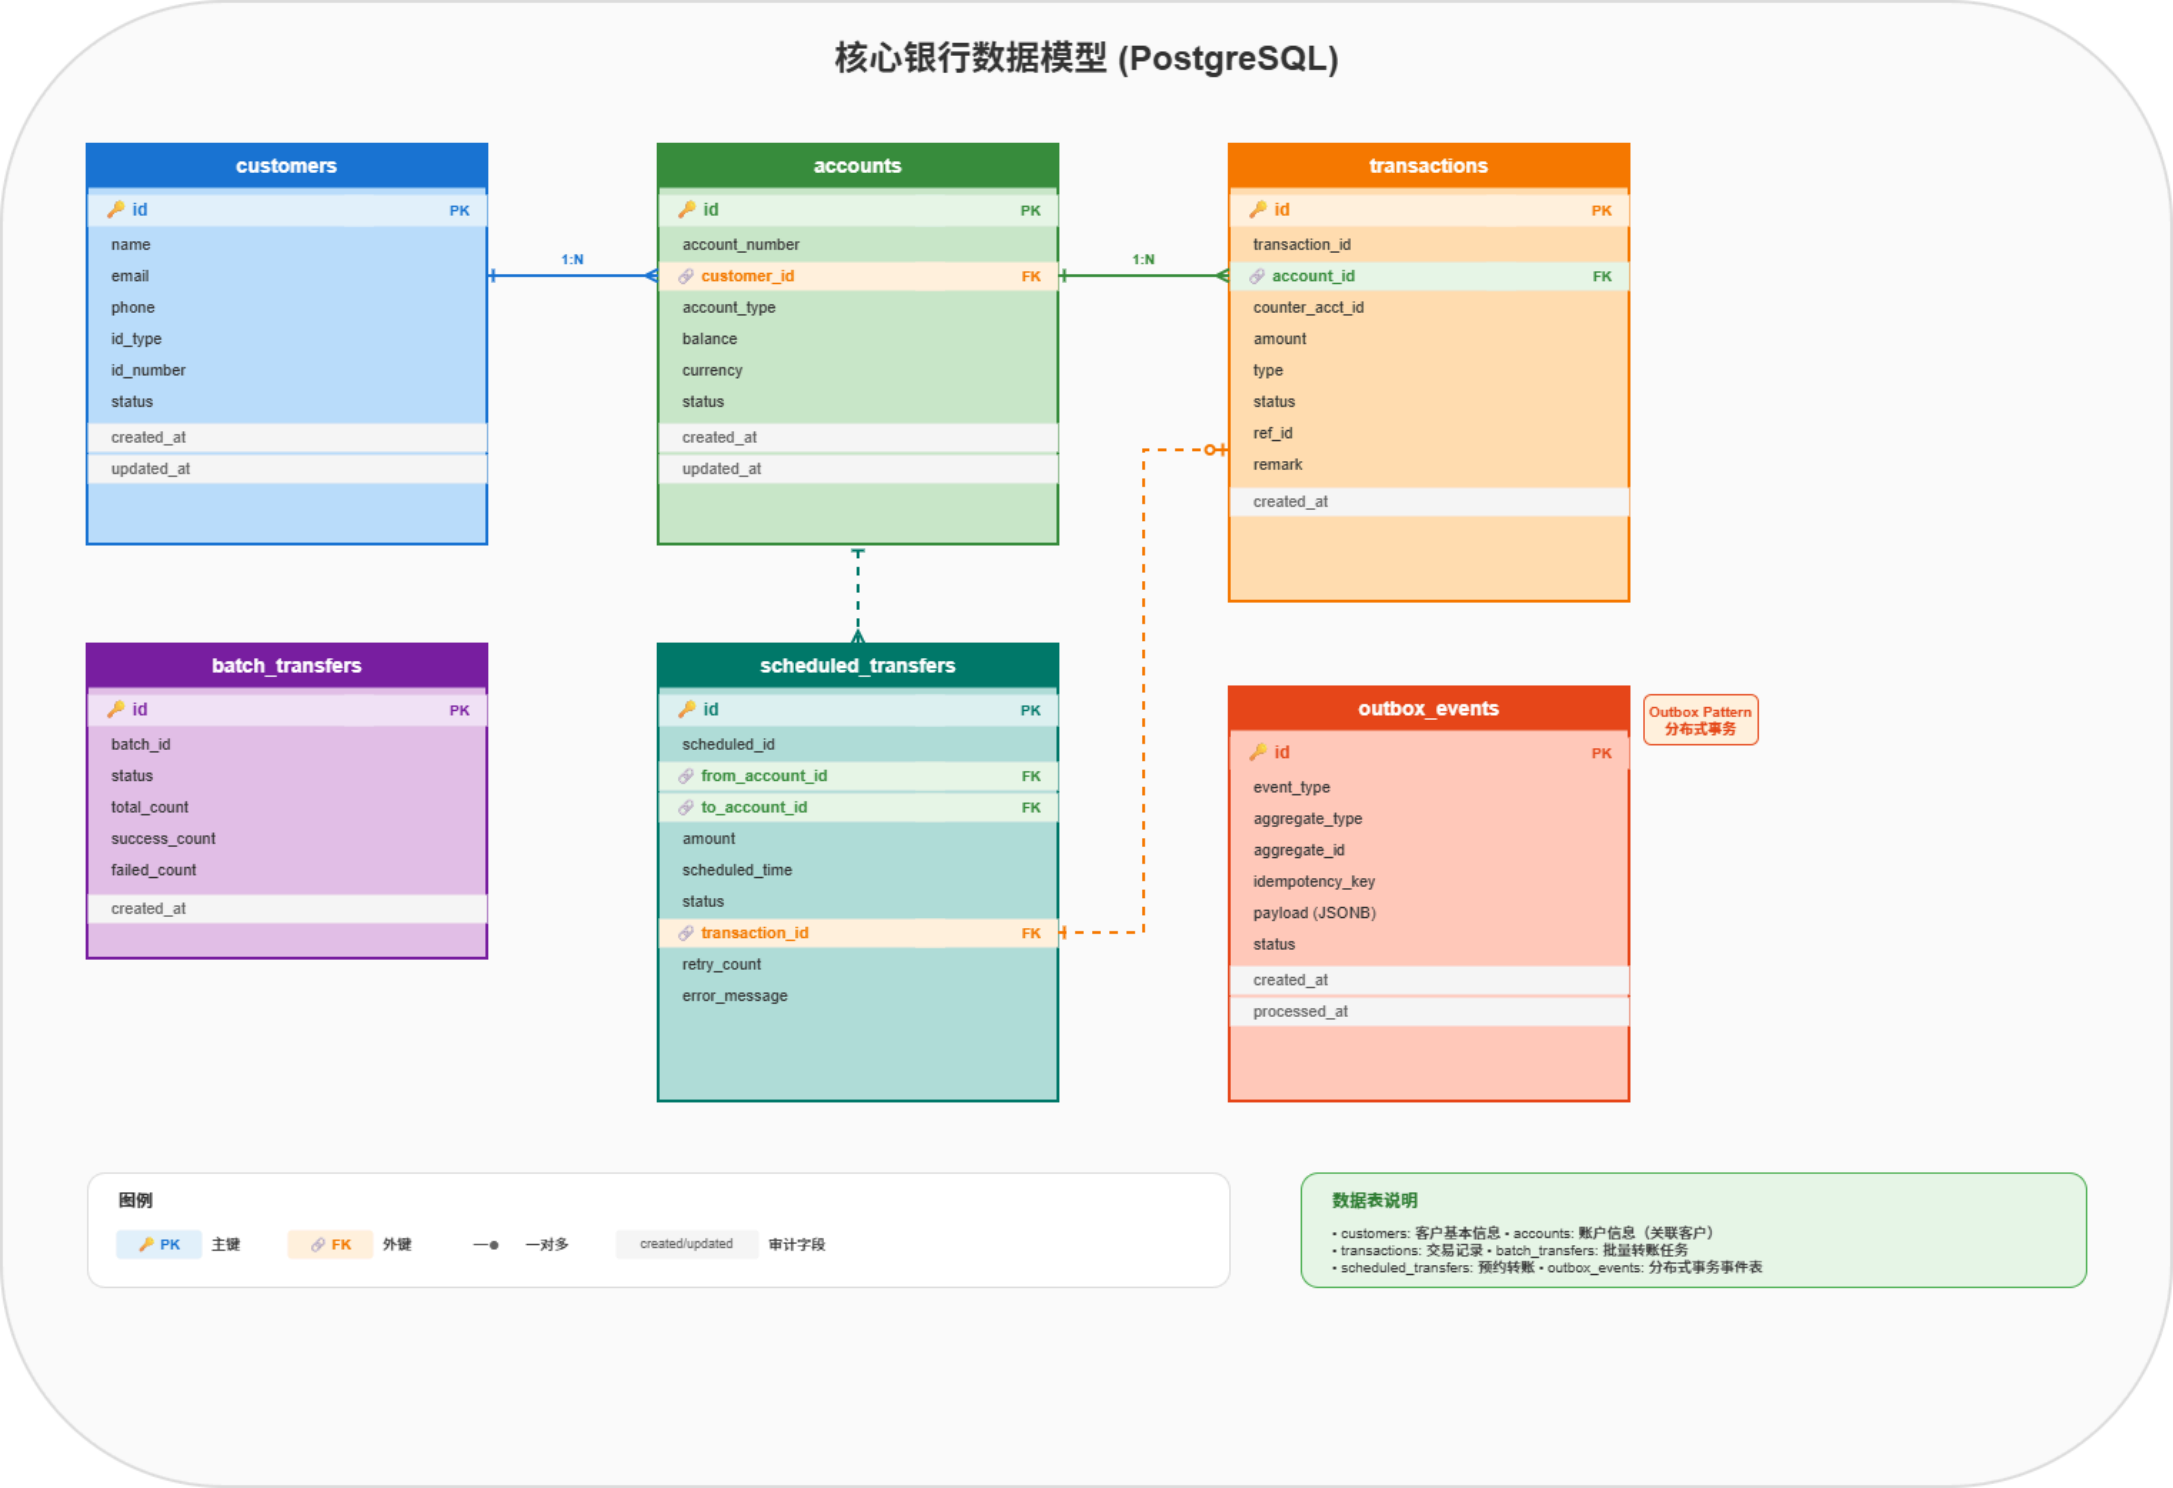 核心银行数据模型 (PostgreSQL)
customers
id PK
name
email
phone
id_type
id_number
status
created_at
updated_at
1:N
accounts
id PK
account_number
customer_id FK
account_type
balance
currency
status
created_at
updated_at
1:N
transactions
id PK
transaction_id
account_id FK
counter_acct_id
amount
type
status
ref_id
remark
created_at
batch_transfers
id PK
batch_id
status
total_count
success_count
failed_count
created_at
scheduled_transfers
id PK
scheduled_id
from_account_id FK
to_account_id FK
amount
scheduled_time
status
transaction_id FK
retry_count
error_message
outbox_events
id PK
event_type
aggregate_type
aggregate_id
idempotency_key
payload (JSONB)
status
created_at
processed_at
Outbox Pattern
分布式事务
图例
PK 主键 FK 外键 一对多 created/updated 审计字段
数据表说明
• customers: 客户基本信息 • accounts: 账户信息（关联客户）
• transactions: 交易记录 • batch_transfers: 批量转账任务
• scheduled_transfers: 预约转账 • outbox_events: 分布式事务事件表